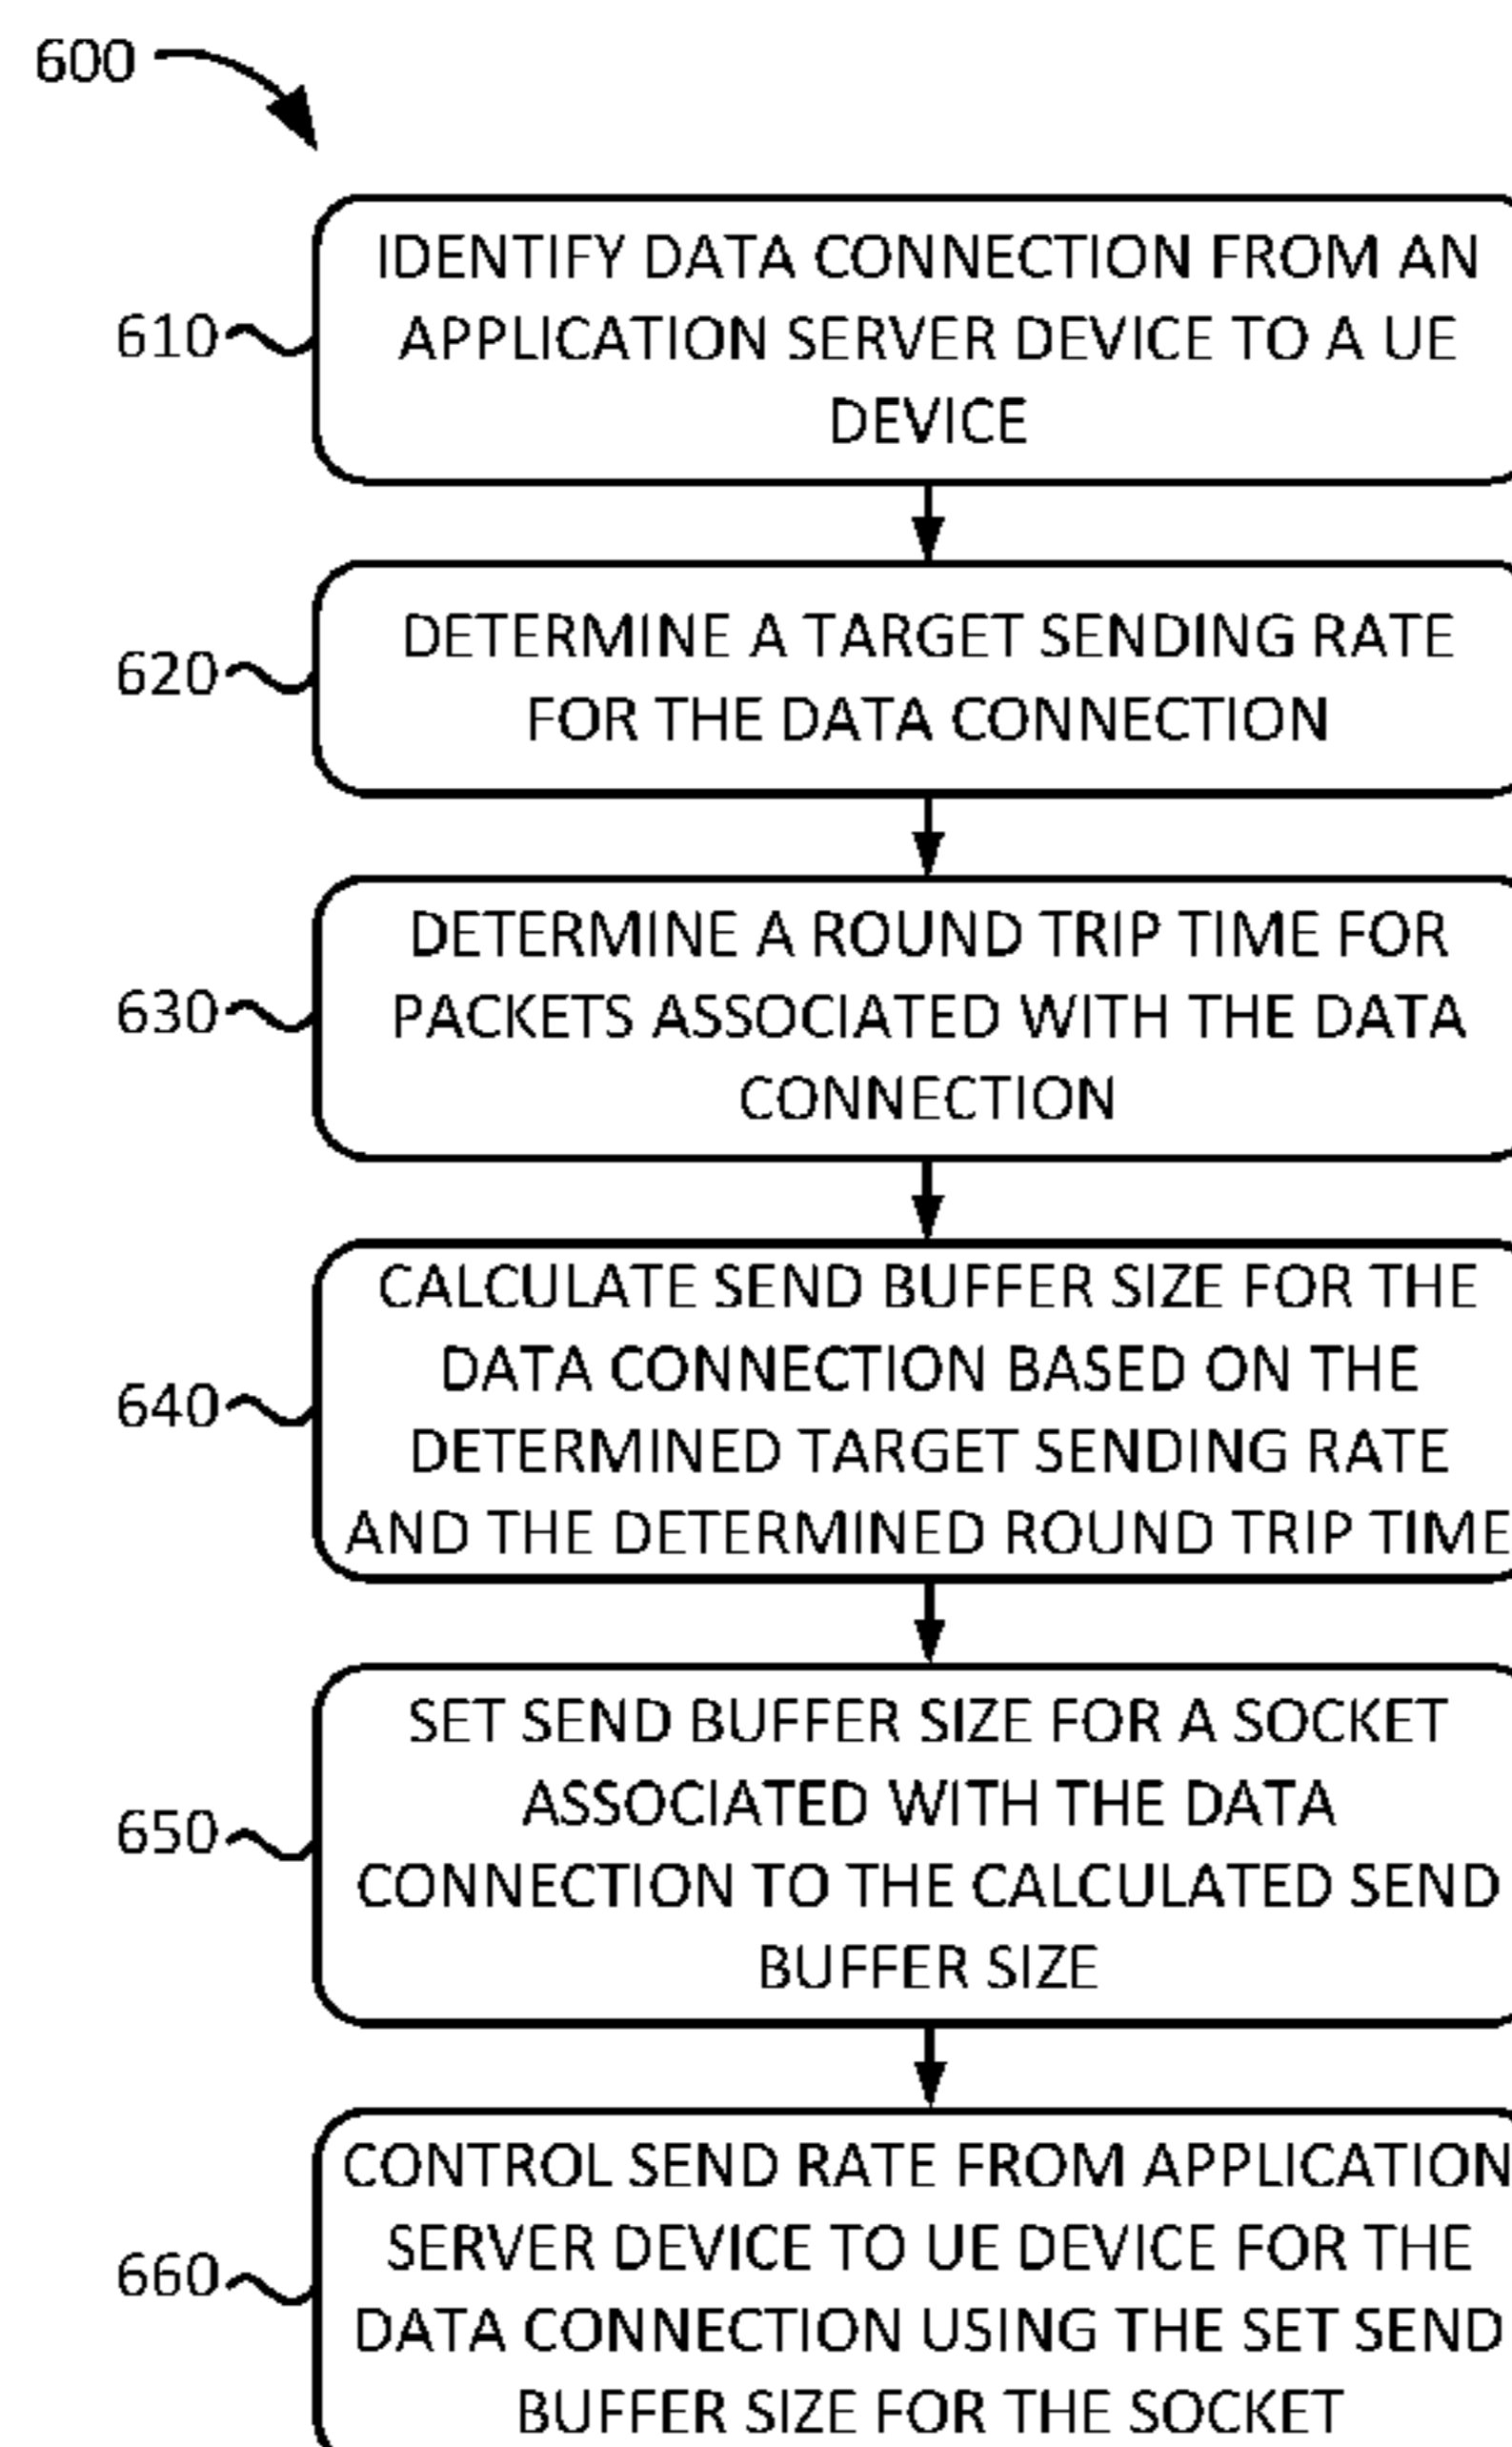 600
IDENTIFY DATA CONNECTION FROM AN
610
APPLICATION SERVER DEVICE TO A UE
DEVICE
DETERMINE A TARGET SENDING RATE
620
FOR THE DATA CONNECTION
DETERMINE A ROUND TRIP TIME FOR
630
PACKETS ASSOCIATED WITH THE DATA
CONNECTION
CALCULATE SEND BUFFER SIZE FOR THE
DATA CONNECTION BASED ON THE
640
DETERMINED TARGET SENDING RATE
AND THE DETERMINED ROUND TRIP TIME
SET SEND BUFFER SIZE FOR A SOCKET
ASSOCIATED WITH THE DATA
650
CONNECTION TO THE CALCULATED SEND
BUFFER SIZE
CONTROL SEND RATE FROM APPLICATION
SERVER DEVICE TO UE DEVICE FOR THE
660
DATA CONNECTION USING THE SET SEND
BUFFER SIZE FOR THE SOCKET